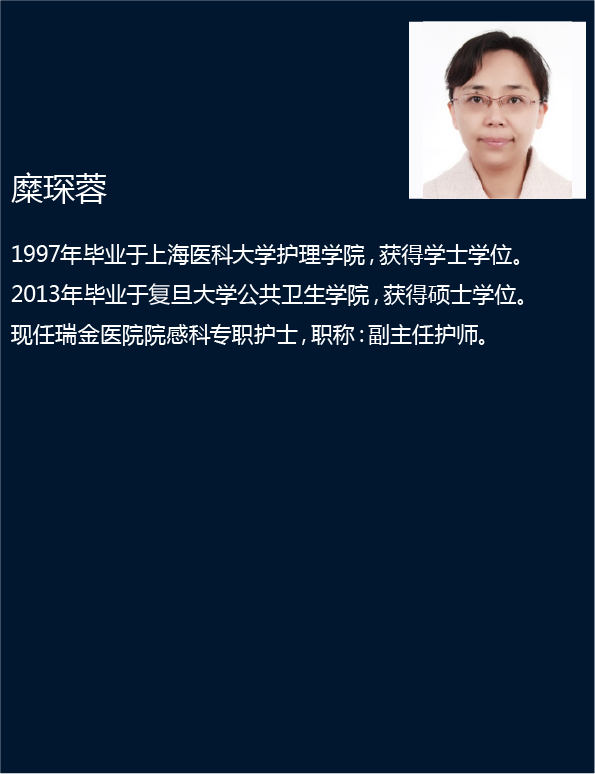 糜琛蓉
1997年毕业于上海医科大学护理学院,获得学士学位。
2013年毕业于复旦大学公共卫生学院,获得硕士学位。
现任瑞金医院院感科专职护士,职称:副主任护师。